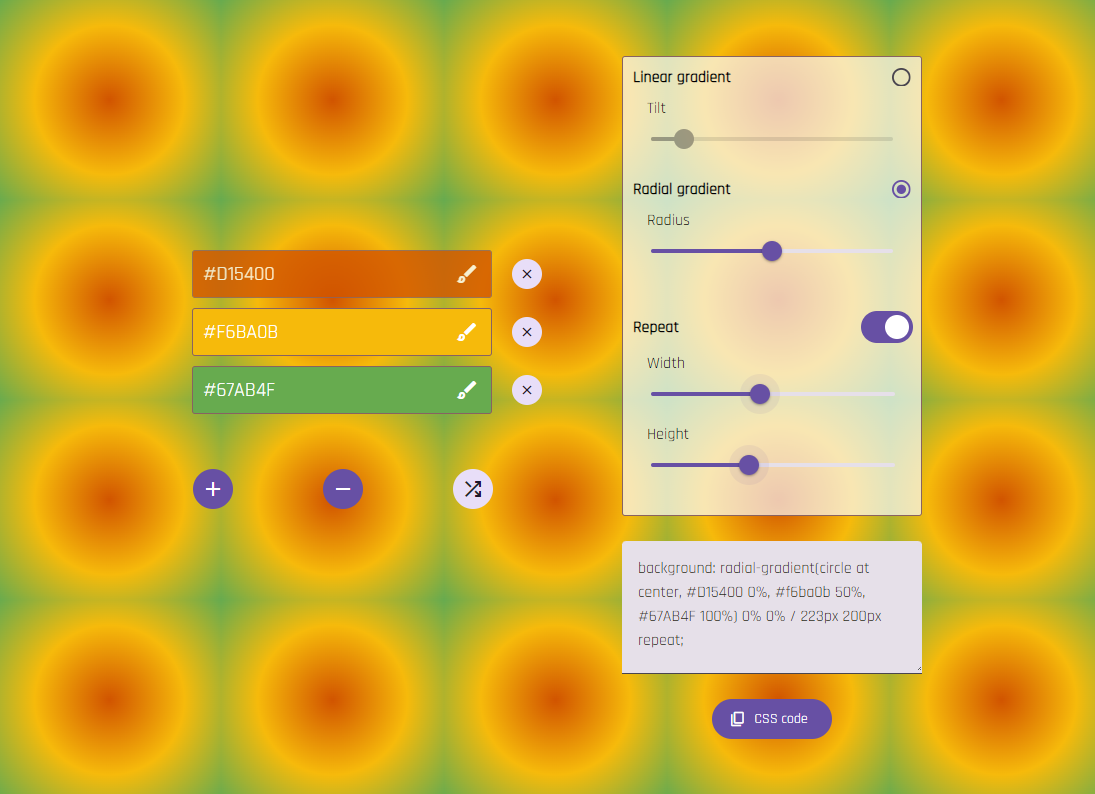 #D15400
#F6BA0B
#67AB4F
Linear gradient
Tilt
Radial gradient
Radius
Repeat
Width
Height
background: radial-gradient(circle at
center, #D15400 0%, #f6ba0b 50%,
#67AB4F 100%) 0% 0% / 223px 200px
repeat;
CSS code